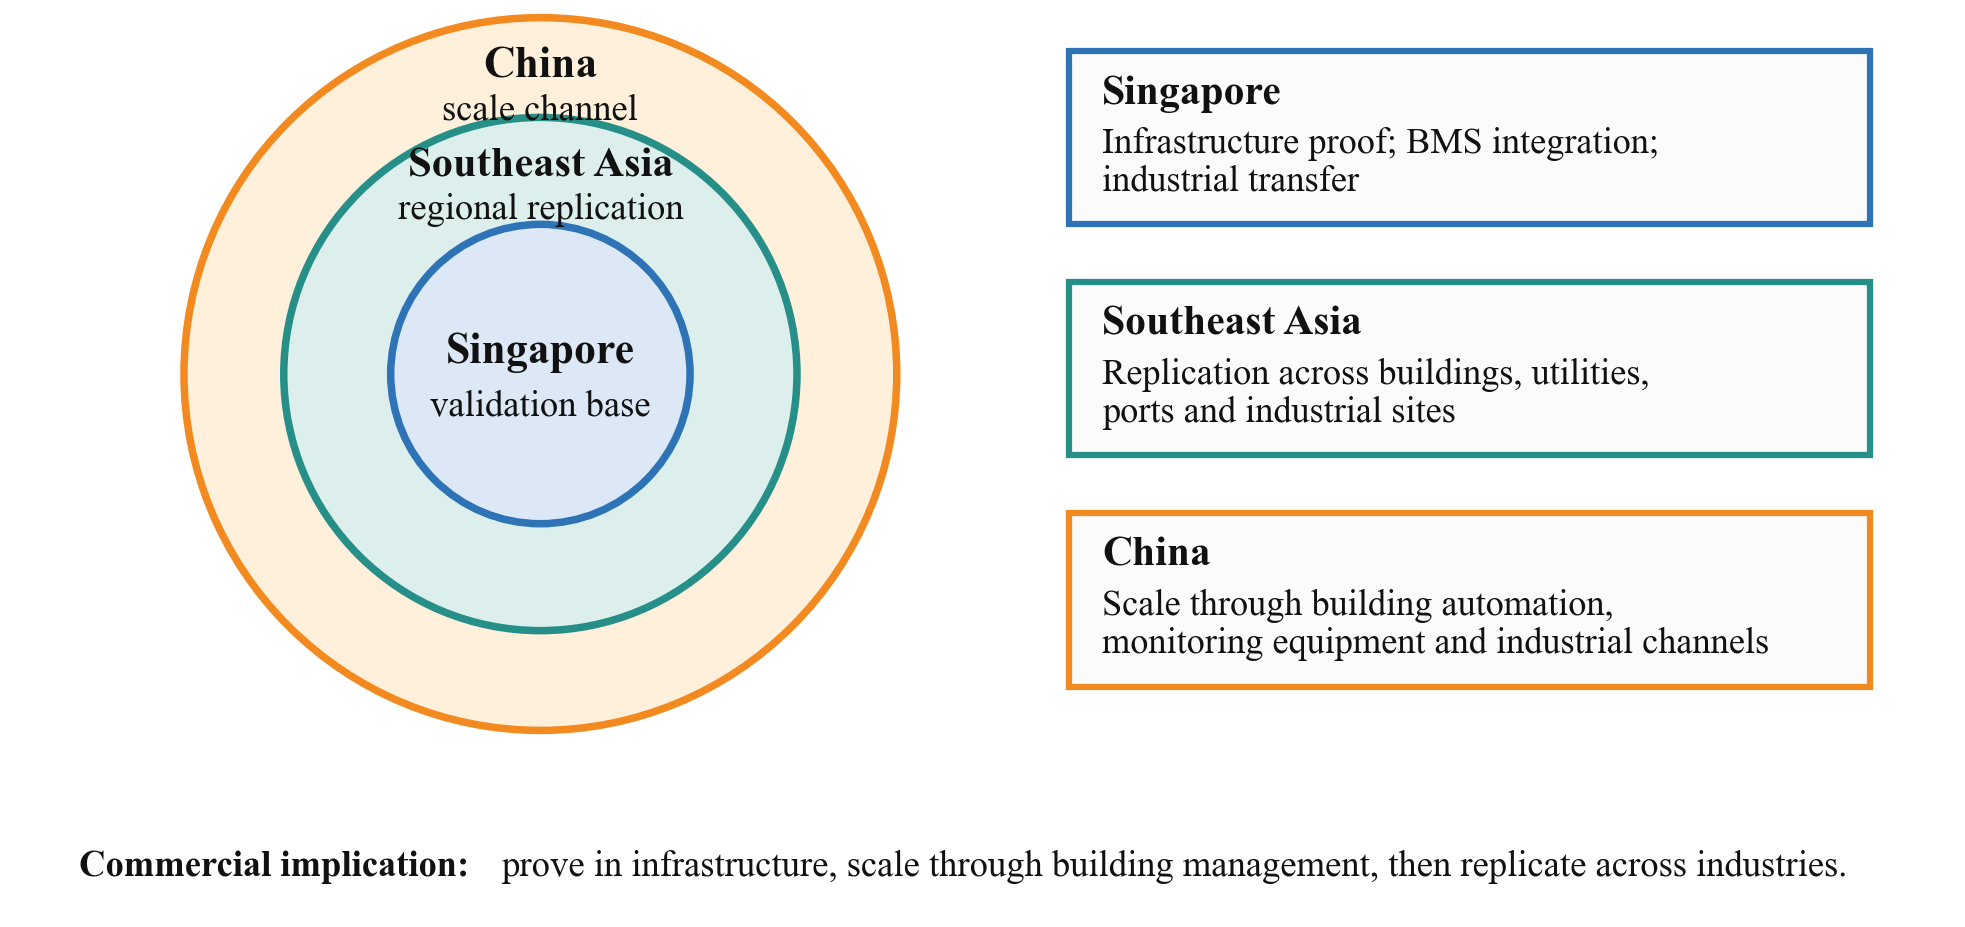 China
scale channel
Southeast Asia
regional replication
Singapore
validation base
Singapore
Infrastructure proof; BMS integration;
industrial transfer
Southeast Asia
Replication across buildings, utilities,
ports and industrial sites
China
Scale through building automation,
monitoring equipment and industrial channels
Commercial implication: prove in infrastructure, scale through building management, then replicate across industries.